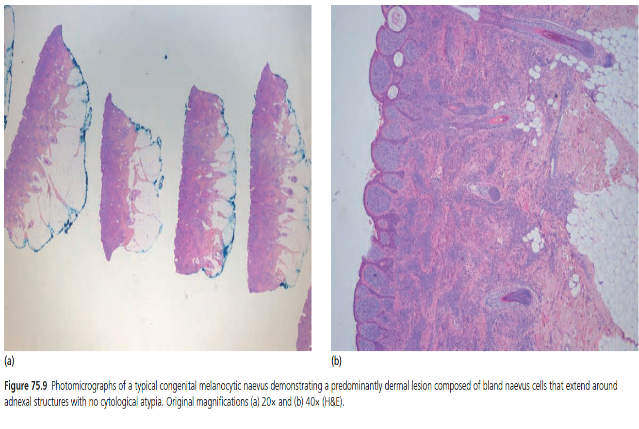 (a)
(b)
Figure 75.9 Photomicrographs of a typical congenital melanocytic naevus demonstrating a predominantly dermal lesion composed of bland naevus cells that extend around
adnexal structures with no cytological atypia. Original magnifications (a) 20× and (b) 40× (H&E).